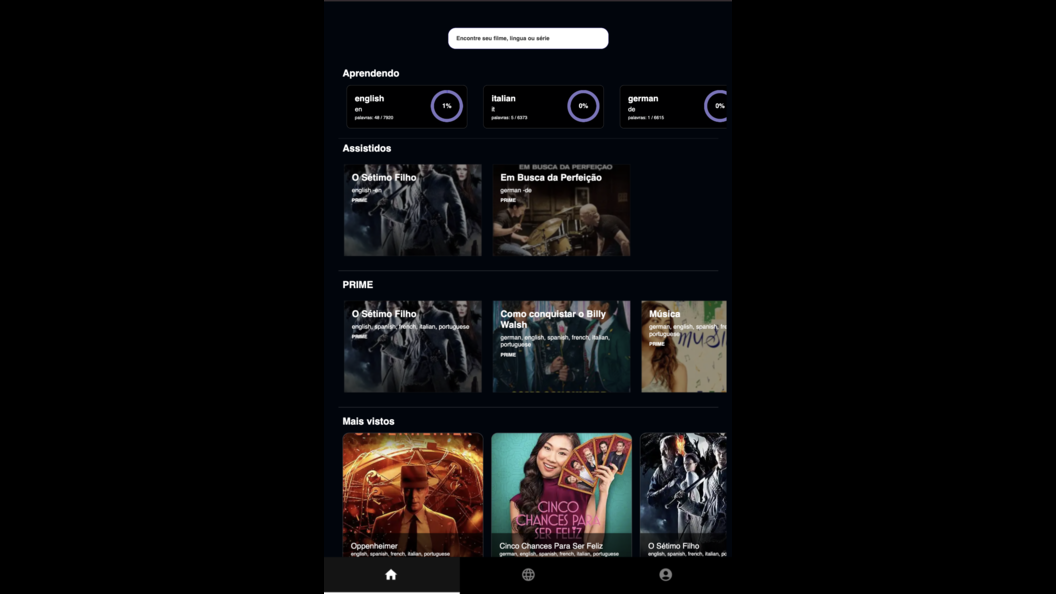 Encontre seu filme, língua ou série
Aprendendo
english
en
palavras: 48 / 7920
1%
italian
it
palavras: 5 / 6373
0%
german
de
palavras: 1 / 6615
0%
Assistidos
O Sétimo Filho
english -en
PRIME
EM BUSCA DA PERFEIÇÃO
Em Busca da Perfeição
german -de
PRIME
PRIME
O Sétimo Filho
english, spanish, french, italian, portuguese
PRIME
Como conquistar o Billy
Walsh
german, english, spanish, french, italian,
portuguese
PRIME
Música
german, english, spanish, fr
portuguese
PRIME
Mais vistos
Oppenheimer
english, spanish, french, italian, portuguese
CINCO
CHANCES PARA
SER FELIZ
Cinco Chances Para Ser Feliz
german, english, spanish, french, italian, portuguese
O Sétimo Filho
english, spanish, french, italian, po